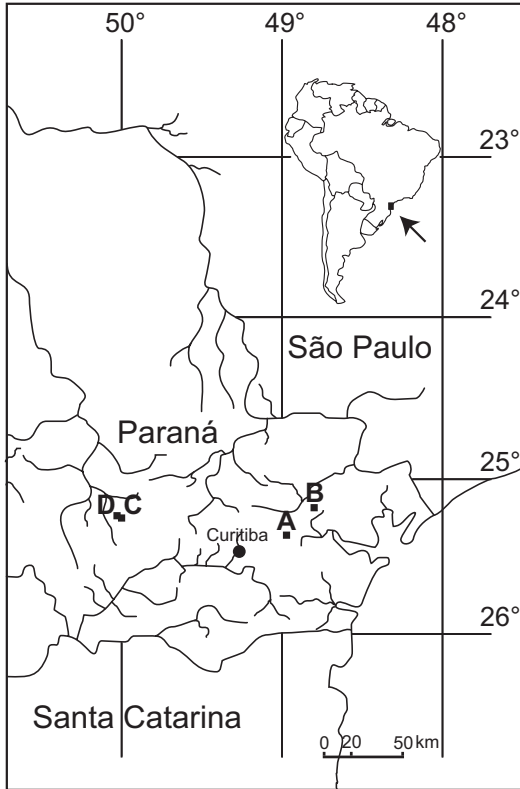 50° 49° 48°
23°
24°
São Paulo
Paraná
25°
D C B
A
Curitiba
26°
Santa Catarina
0 20 50 km